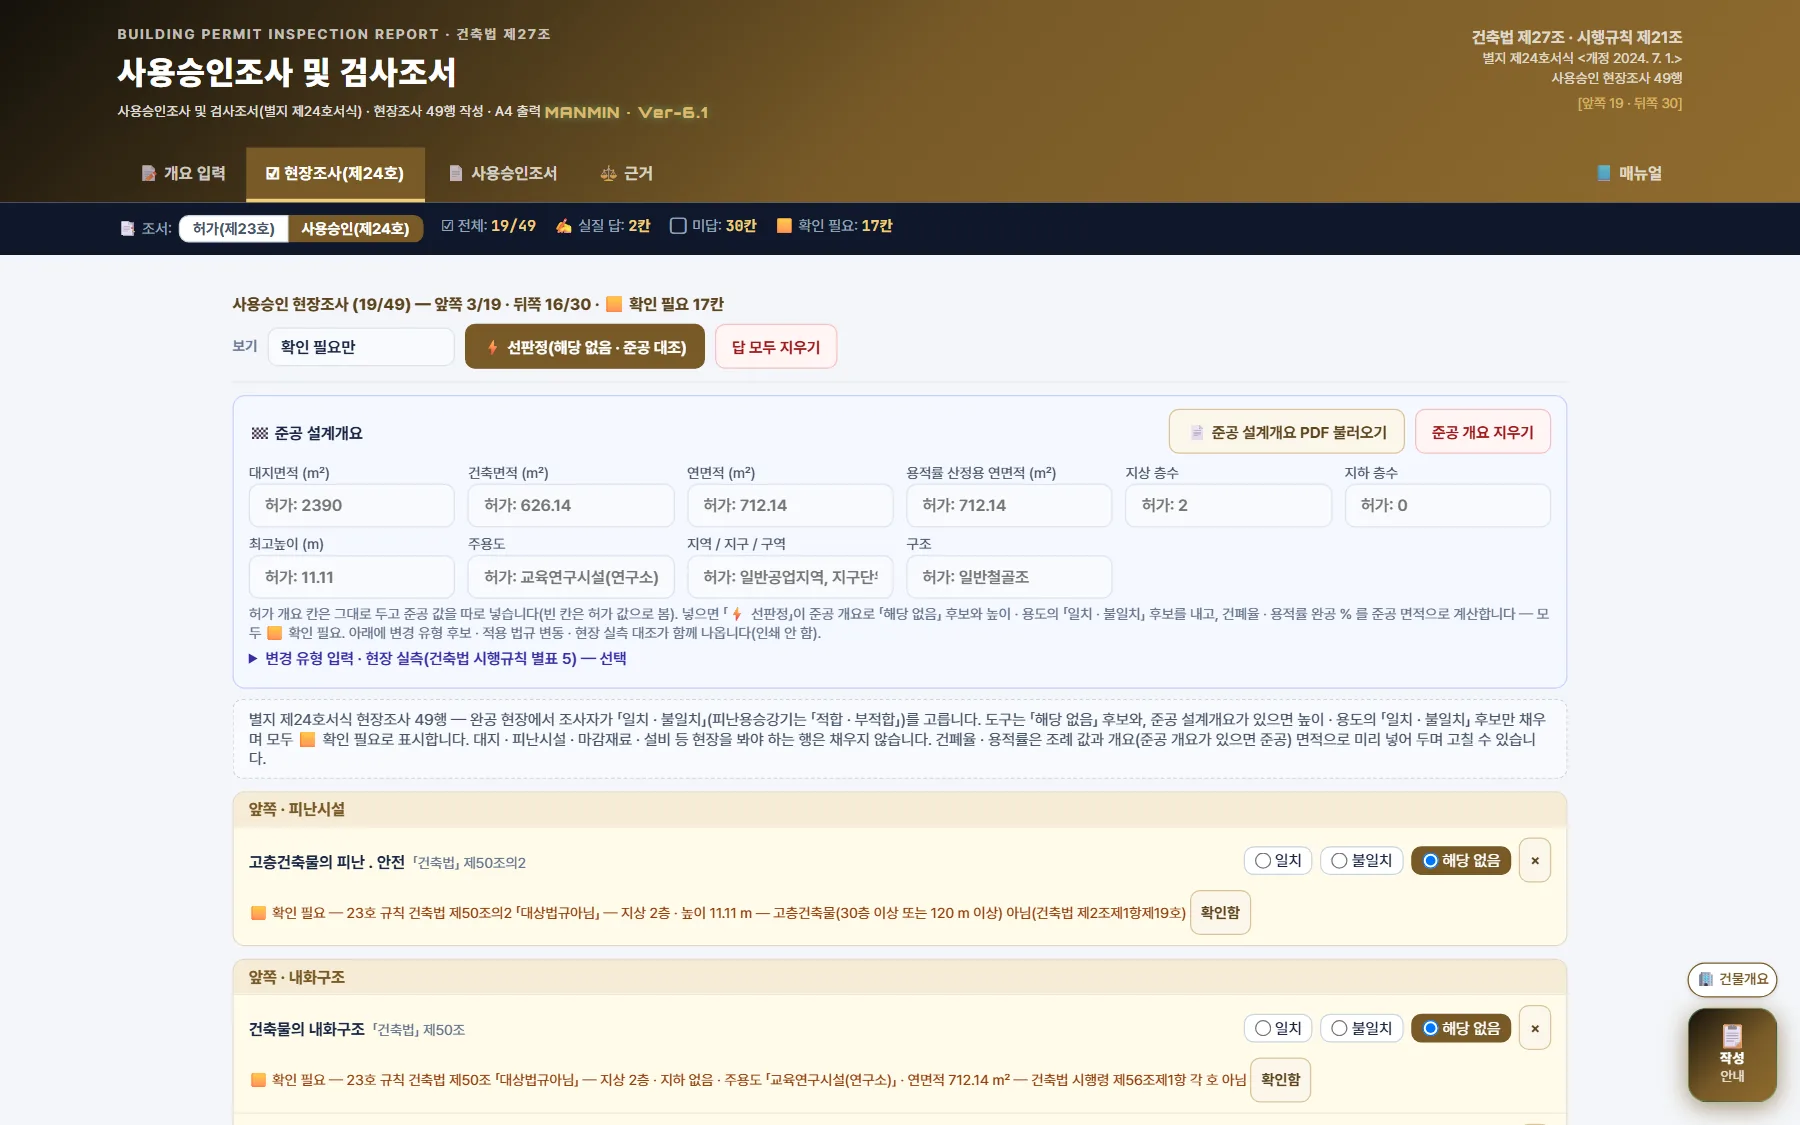 BUILDING PERMIT INSPECTION REPORT · 건축법 제27조
사용승인조사 및 검사조서
사용승인조사 및 검사조서(별지 제24호서식) · 현장조사 49행 작성 · A4 출력 MANMIN · Ver-6.1
건축법 제27조 · 시행규칙 제21조
별지 제24호서식 <개정 2024. 7. 1.>
사용승인 현장조사 49행
[앞쪽 19 · 뒤쪽 30]
개요 입력
☑ 현장조사(제24호)
사용승인조서
근거
매뉴얼
조서: 허가(제23호) 사용승인(제24호) ☑ 전체: 19/49 실질 답: 2칸 미답: 30칸 확인 필요: 17칸
사용승인 현장조사 (19/49) — 앞쪽 3/19 · 뒤쪽 16/30 · 확인 필요 17칸
보기 확인 필요만 선판정(해당 없음 · 준공 대조) 답 모두 지우기
준공 설계개요
준공 설계개요 PDF 불러오기
준공 개요 지우기
대지면적 (m²) 건축면적 (m²) 연면적 (m²) 용적률 산정용 연면적 (m²) 지상 층수 지하 층수
허가: 2390 허가: 626.14 허가: 712.14 허가: 712.14 허가: 2 허가: 0
최고높이 (m) 주용도 지역 / 지구 / 구역 구조
허가: 11.11 허가: 교육연구시설(연구소) 허가: 일반공업지역, 지구단 허가: 일반철골조
허가 개요 칸은 그대로 두고 준공 값을 따로 넣습니다(빈 칸은 허가 값으로 봄). 넣으면 「⚡ 선판정」이 준공 개요로 「해당 없음」 후보와 높이 · 용도의 「일치 · 불일치」 후보를 내고, 건폐율 · 용적률 완공 % 를 준공 면적으로 계산합니다 — 모
두 확인 필요. 아래에 변경 유형 후보 · 적용 법규 변동 · 현장 실측 대조가 함께 나옵니다(인쇄 안 함).
▶ 변경 유형 입력 · 현장 실측(건축법 시행규칙 별표 5) — 선택
별지 제24호서식 현장조사 49행 — 완공 현장에서 조사자가 「일치 · 불일치」(피난용승강기는 「적합 · 부적합」)를 고릅니다. 도구는 「해당 없음」 후보와, 준공 설계개요가 있으면 높이 · 용도의 「일치 · 불일치」 후보만 채우
며 모두 확인 필요로 표시합니다. 대지 · 피난시설 · 마감재료 · 설비 등 현장을 봐야 하는 행은 채우지 않습니다. 건폐율 · 용적률은 조례 값과 개요(준공 개요가 있으면 준공) 면적으로 미리 넣어 두며 고칠 수 있습니
다.
앞쪽 · 피난시설
고층건축물의 피난 . 안전 「건축법」 제50조의2 일치 불일치 해당 없음 ×
확인 필요 — 23호 규칙 건축법 제50조의2 「대상법규아님」 — 지상 2층 · 높이 11.11 m — 고층건축물(30층 이상 또는 120 m 이상) 아님(건축법 제2조제1항제19호) 확인함
앞쪽 · 내화구조
건축물의 내화구조 「건축법」 제50조 일치 불일치 해당 없음 ×
확인 필요 — 23호 규칙 건축법 제50조 「대상법규아님」 — 지상 2층 · 지하 없음 · 주용도 「교육연구시설(연구소)」 · 연면적 712.14 m² — 건축법 시행령 제56조제1항 각 호 아님 확인함
건물개요
작성
안내